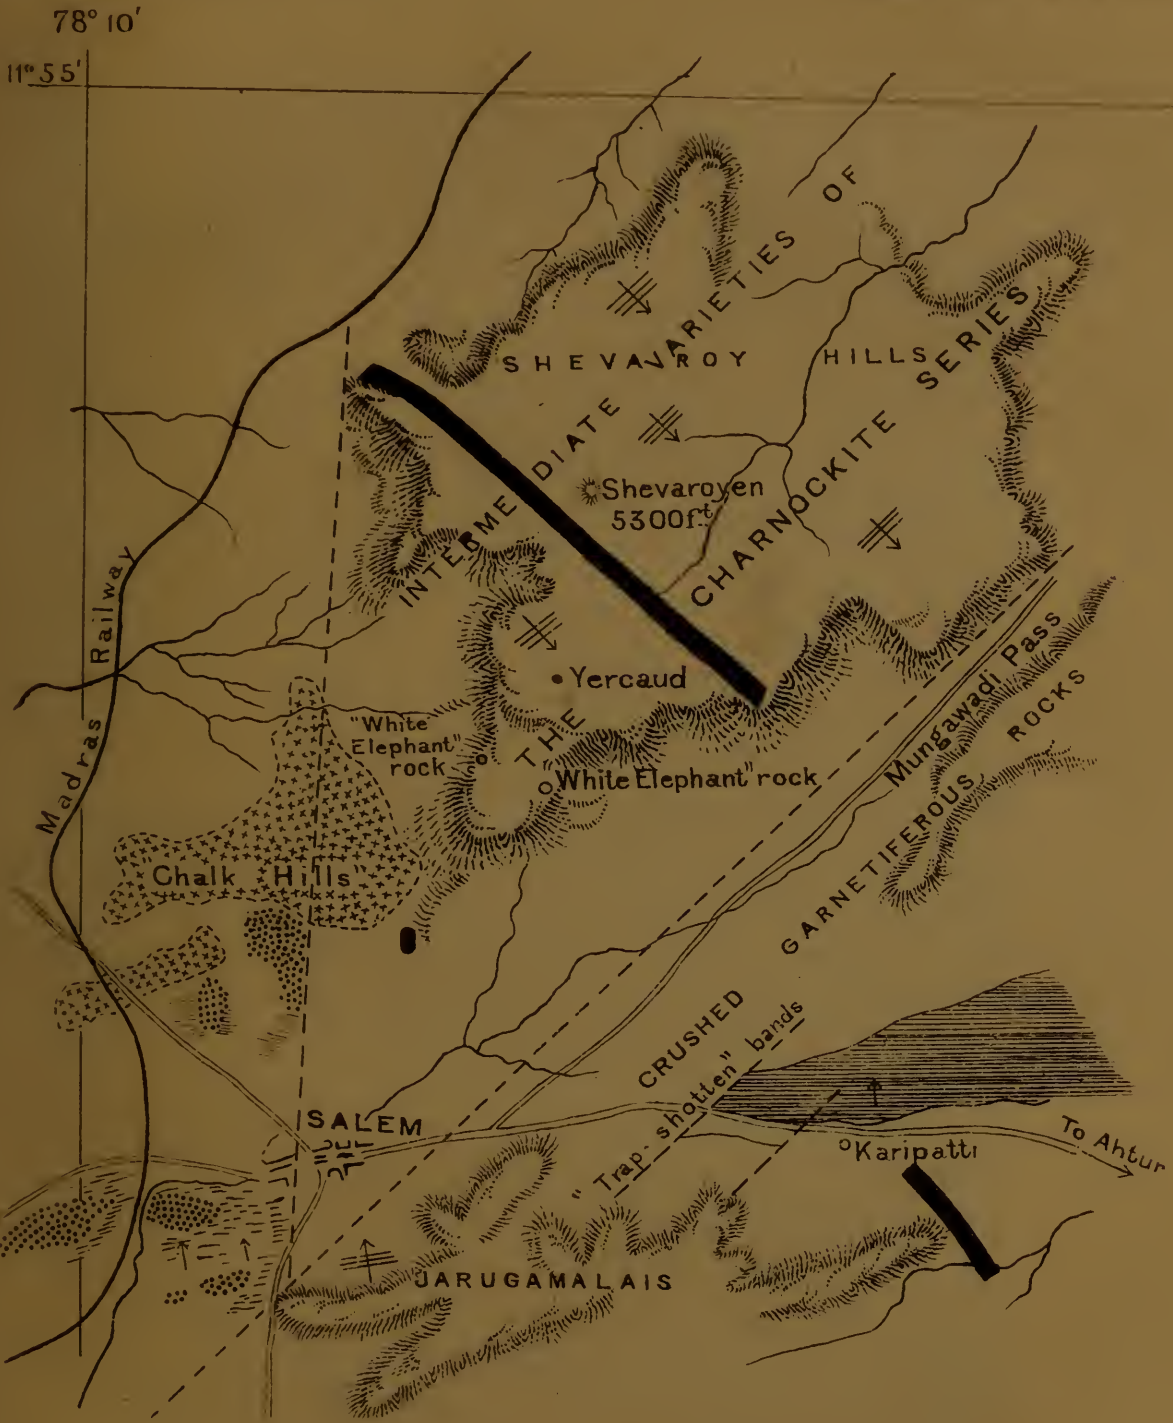 78° 10'
11° 55'
THE INTERMEDIATE VARIETIES OF
CHARNOCKITE SERIES
SHEVAROY HILLS
Shevaroyen
5300ft.
Madras Railway
Yercaud
"White
Elephant"
rock
"White Elephant" rock
Mungawadi Pass
"Chalk Hills"
CRUSHED GARNETIFEROUS ROCKS
"Trap-shotten" bands
SALEM
Karipatti
To Ahtur
JARUGAMALAIS